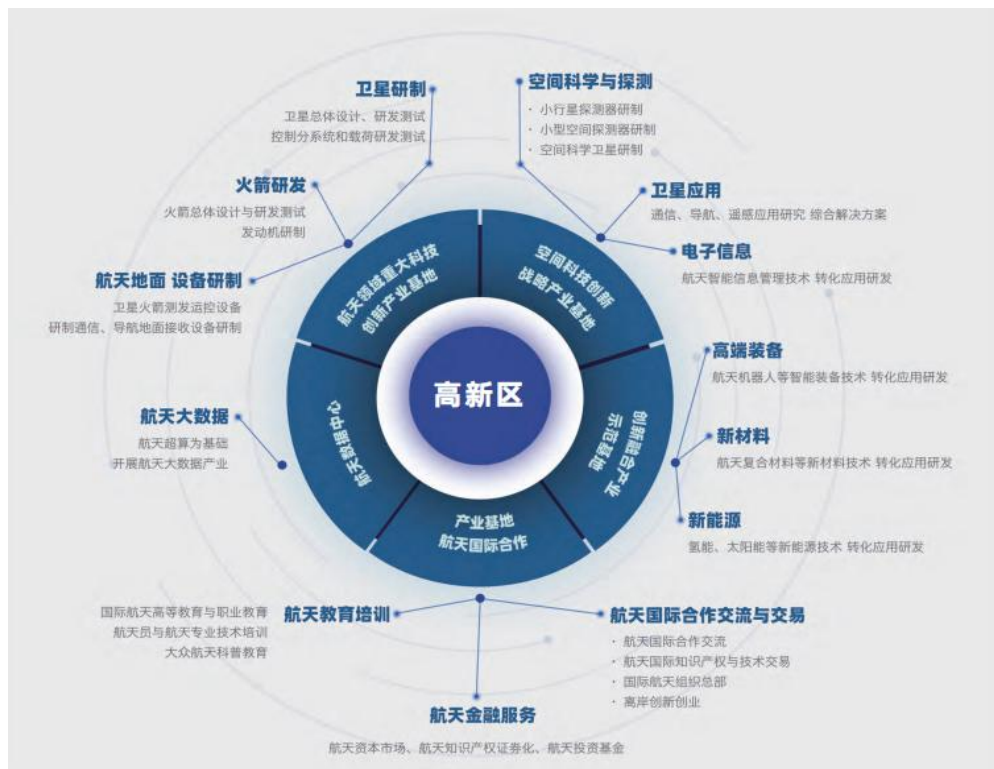 卫星研制
卫星总体设计、研发测试
控制分系统和载荷研发测试
空间科学与探测
· 小行星探测器研制
· 小型空间探测器研制
· 空间科学卫星研制
火箭研发
火箭总体设计与研发测试
发动机研制
卫星应用
通信、导航、遥感应用研究 综合解决方案
电子信息
航天智能信息管理技术 转化应用研发
航天地面 设备研制
卫星火箭测发运控设备
研制通信、导航地面接收设备研制
航天领域重大科技
创新产业基地
空间科技创新
战略产业基地
高端装备
航天机器人等智能装备技术 转化应用研发
高新区
航天大数据
航天超算为基础
开展航天大数据产业
航天数据中心
创新融合产业
示范基地
新材料
航天复合材料等新材料技术 转化应用研发
新能源
氢能、太阳能等新能源技术 转化应用研发
产业基地
航天国际合作
航天教育培训
国际航天高等教育与职业教育
航天员与航天专业技术培训
大众航天科普教育
航天国际合作交流与交易
· 航天国际合作交流
· 航天国际知识产权与技术交易
· 国际航天组织总部
· 离岸创新创业
航天金融服务
航天资本市场、航天知识产权证券化、航天投资基金